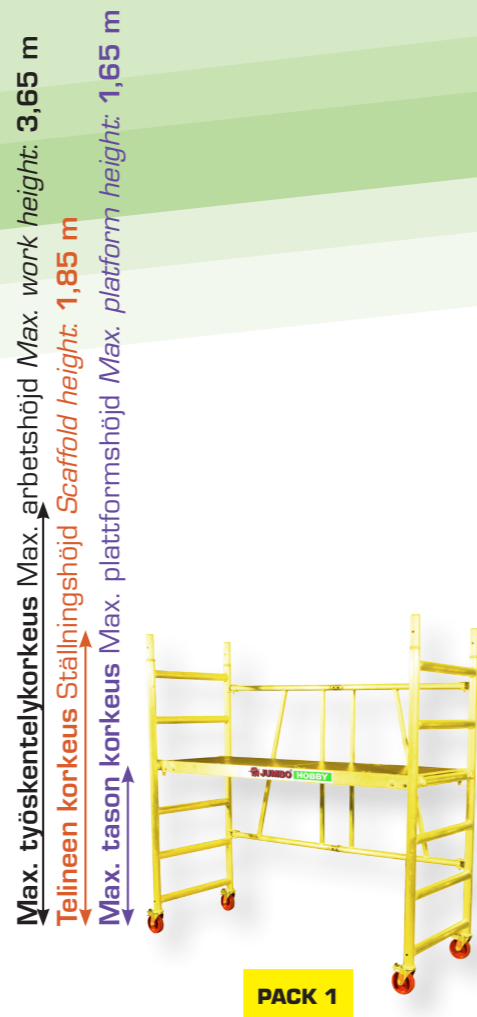 Max. työskentelykorkeus Max. arbetshöjd Max. work height: 3,65 m
Telineen korkeus Ställningshöjd Scaffold height: 1,85 m
Max. tason korkeus Max. plattformshöjd Max. platform height: 1,65 m
JUMBO HOBBY
PACK 1